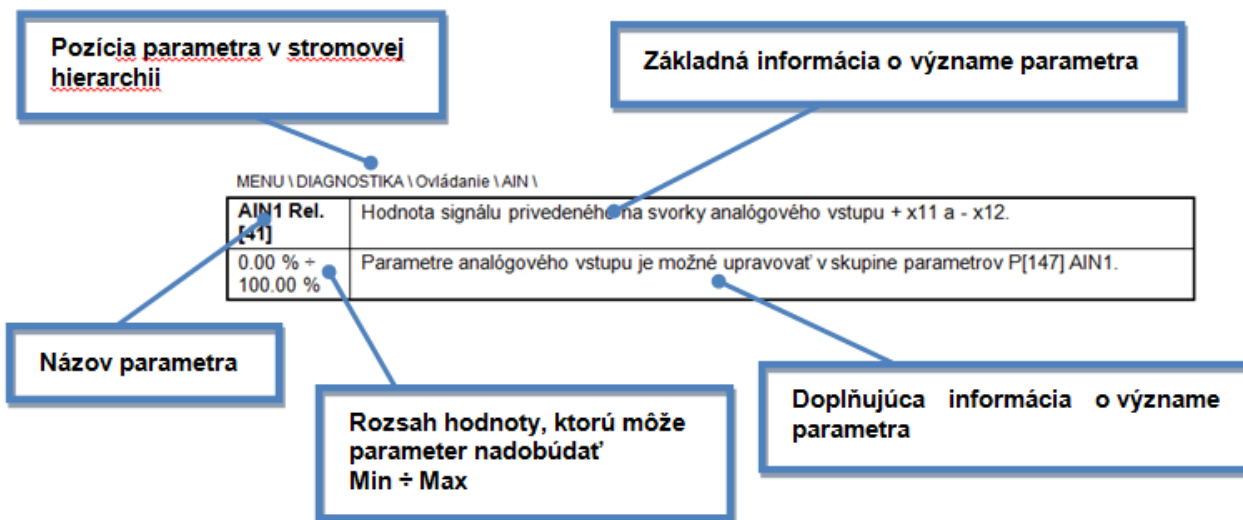 Pozícia parametra v stromovej
hierarchii
Základná informácia o význame parametra
MENU \ DIAGNOSTIKA \ Ovládanie \ AIN \
AIN1 Rel.
[41]
Hodnota signálu privedeného na svorky analógového vstupu + x11 a - x12.
0.00 % ÷
100.00 %
Parametre analógového vstupu je možné upravovať v skupine parametrov P[147] AIN1.
Názov parametra
Rozsah hodnoty, ktorú môže
parameter nadobúdať
Min ÷ Max
Doplňujúca informácia o význame
parametra